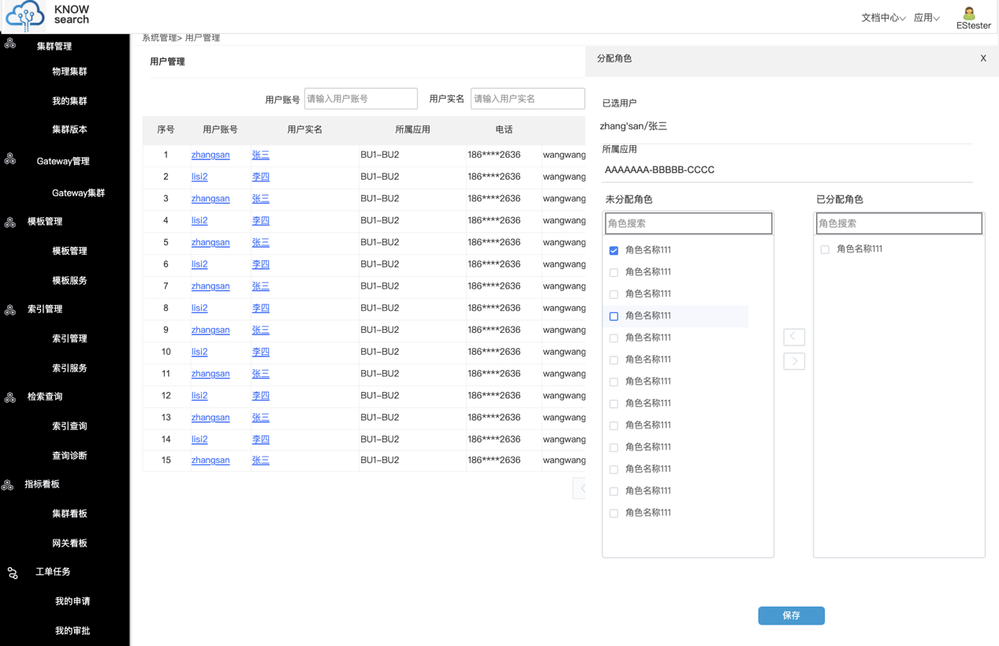 KNOW
search
文档中心
应用
EStester
集群管理
物理集群
我的集群
集群版本
Gateway管理
Gateway集群
模板管理
模板管理
模板服务
索引管理
索引管理
索引服务
检索查询
索引查询
查询诊断
指标看板
集群看板
网关看板
工单任务
我的申请
我的审批
系统管理> 用户管理
用户管理
用户账号 请输入用户账号 用户实名 请输入用户实名
序号 用户账号 用户实名 所属应用 电话
1 zhangsan 张三 BU1-BU2 186****2636 wangwang
2 lisi2 李四 BU1-BU2 186****2636 wangwang
3 zhangsan 张三 BU1-BU2 186****2636 wangwang
4 lisi2 李四 BU1-BU2 186****2636 wangwang
5 zhangsan 张三 BU1-BU2 186****2636 wangwang
6 lisi2 李四 BU1-BU2 186****2636 wangwang
7 zhangsan 张三 BU1-BU2 186****2636 wangwang
8 lisi2 李四 BU1-BU2 186****2636 wangwang
9 zhangsan 张三 BU1-BU2 186****2636 wangwang
10 lisi2 李四 BU1-BU2 186****2636 wangwang
11 zhangsan 张三 BU1-BU2 186****2636 wangwang
12 lisi2 李四 BU1-BU2 186****2636 wangwang
13 zhangsan 张三 BU1-BU2 186****2636 wangwang
14 lisi2 李四 BU1-BU2 186****2636 wangwang
15 zhangsan 张三 BU1-BU2 186****2636 wangwang
分配角色 X
已选用户
zhang'san/张三
所属应用
AAAAAAA-BBBBB-CCCC
未分配角色
角色搜索
角色名称111
角色名称111
角色名称111
角色名称111
角色名称111
角色名称111
角色名称111
角色名称111
角色名称111
角色名称111
角色名称111
角色名称111
角色名称111
已分配角色
角色搜索
角色名称111
保存